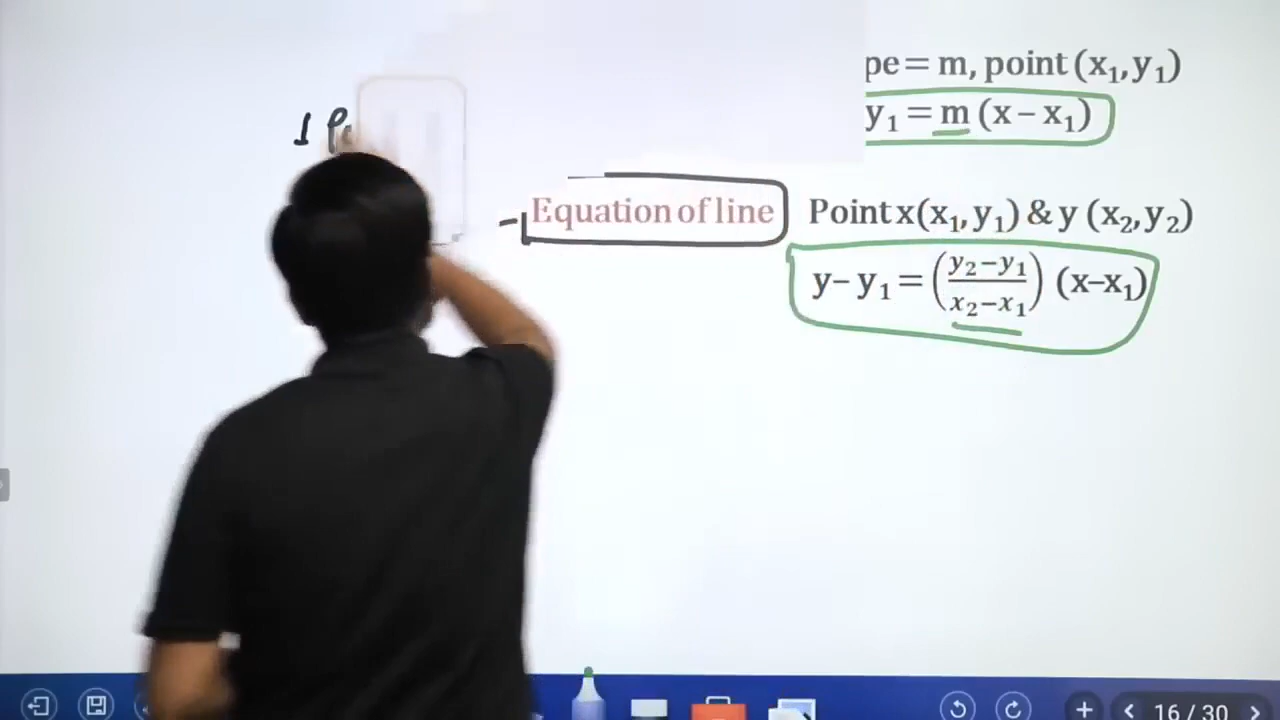 pe = m, point (x₁,y₁)
y₁ = m (x – x₁)
1
Equation of line
Point x(x₁,y₁) & y (x₂,y₂)
y– y₁ = (y₂–y₁/x₂–x₁) (x–x₁)
16 / 30